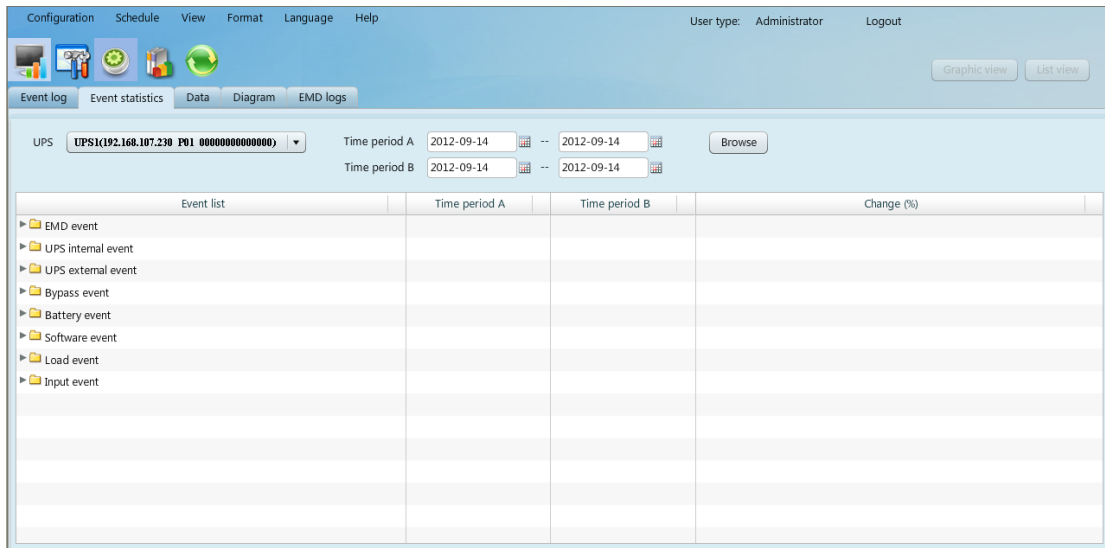 Configuration Schedule View Format Language Help User type: Administrator Logout
Graphic view List view
Event log Event statistics Data Diagram EMD logs
UPS UPS1(192.168.107.230 P01 00000000000000) Time period A 2012-09-14 -- 2012-09-14 Browse
Time period B 2012-09-14 -- 2012-09-14
Event list Time period A Time period B Change (%)
EMD event
UPS internal event
UPS external event
Bypass event
Battery event
Software event
Load event
Input event